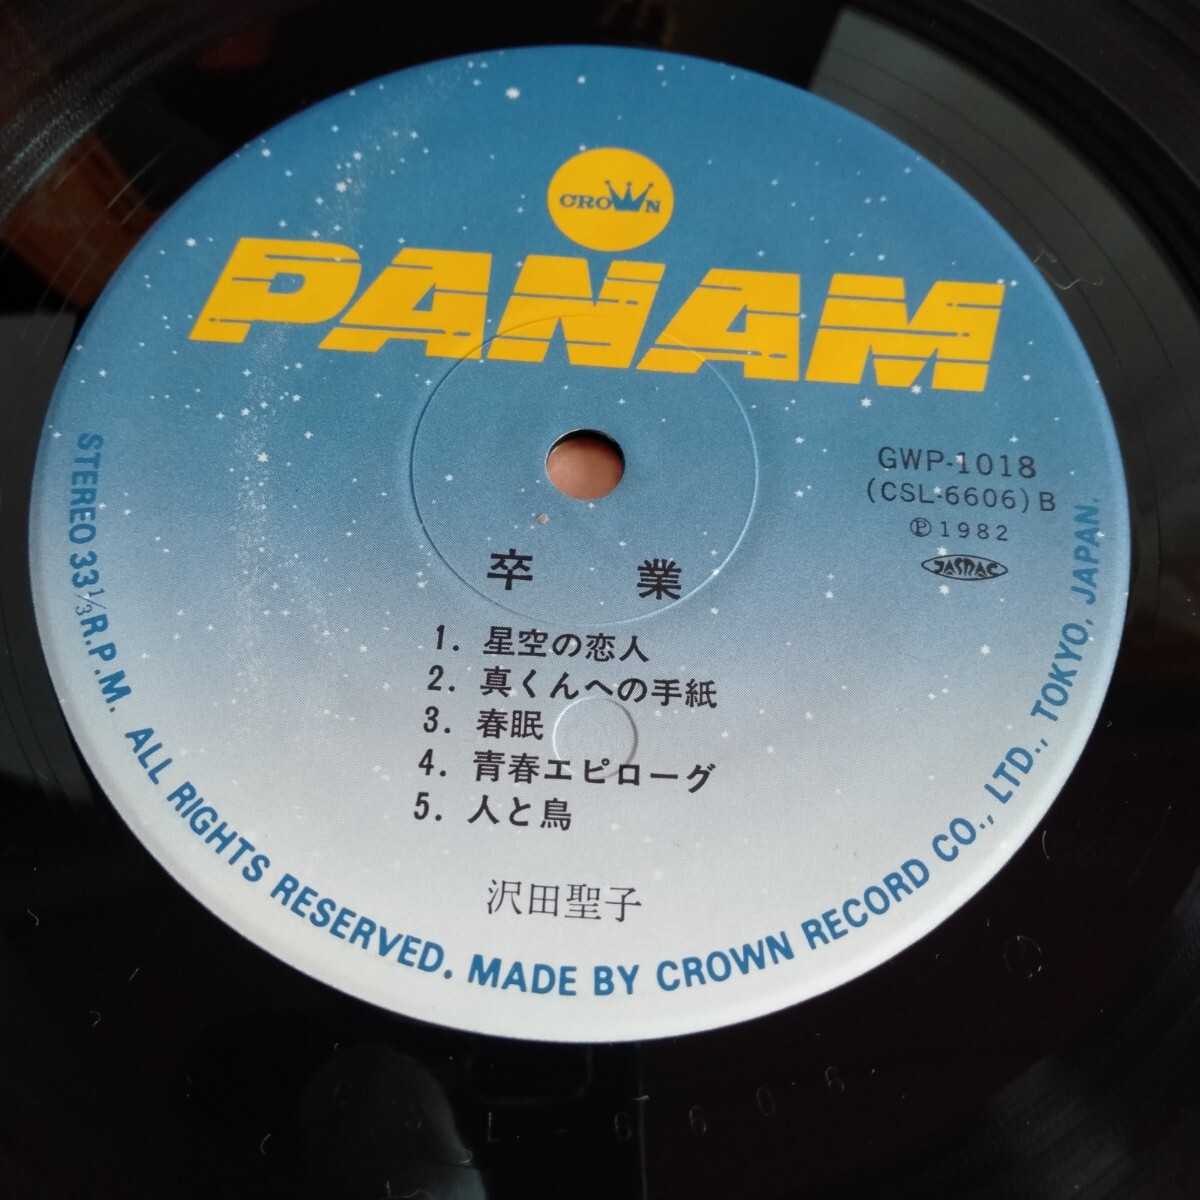 CROWN
PANAM
GWP-1018
(CSL-6606) B
Ⓟ1982
JASRAC
卒 業
1. 星空の恋人
2. 真くんへの手紙
3. 春眠
4. 青春エピローグ
5. 人と鳥
沢田聖子
STEREO 33⅓R.P.M. ALL RIGHTS RESERVED. MADE BY CROWN RECORD CO., LTD., TOKYO, JAPAN.